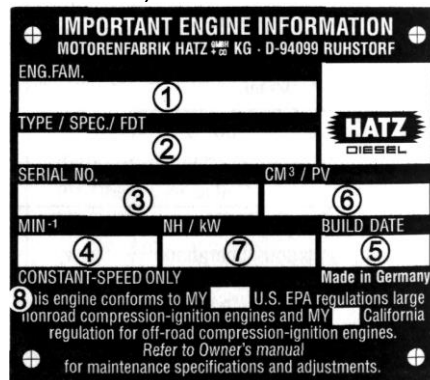 IMPORTANT ENGINE INFORMATION
MOTORENFABRIK HATZ GMBH + CO KG · D-94099 RUHSTORF
ENG.FAM.
①
TYPE / SPEC./ FDT
②
HATZ
DIESEL
SERIAL NO. CM³ / PV
③ ⑥
MIN-1 NH / kW BUILD DATE
④ ⑦ ⑤
CONSTANT-SPEED ONLY Made in Germany
⑧ his engine conforms to MY U.S. EPA regulations large
nonroad compression-ignition engines and MY California
regulation for off-road compression-ignition engines.
Refer to Owner's manual
for maintenance specifications and adjustments.